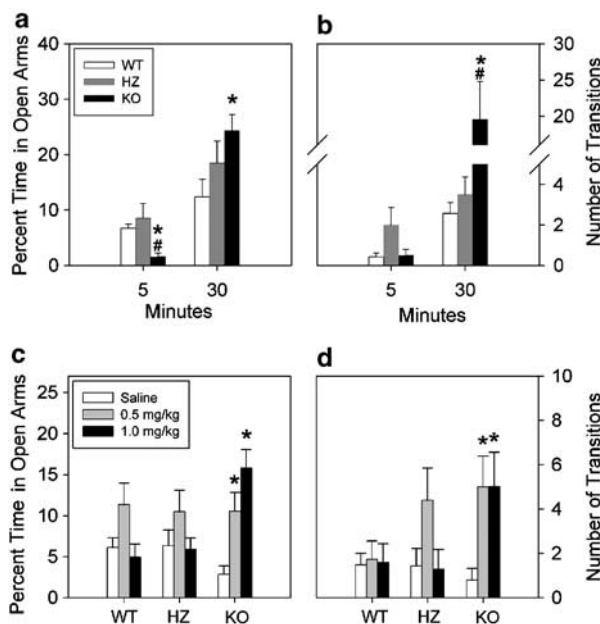 a
b
40
30
20
10
0
Percent Time in Open Arms
WT
HZ
KO
*
#
*
5
30
Minutes
*
#
5
30
Minutes
30
25
20
4
2
0
Number of Transitions
c
d
25
20
15
10
5
0
Percent Time in Open Arms
Saline
0.5 mg/kg
1.0 mg/kg
*
*
WT
HZ
KO
* *
WT
HZ
KO
10
8
6
4
2
0
Number of Transitions